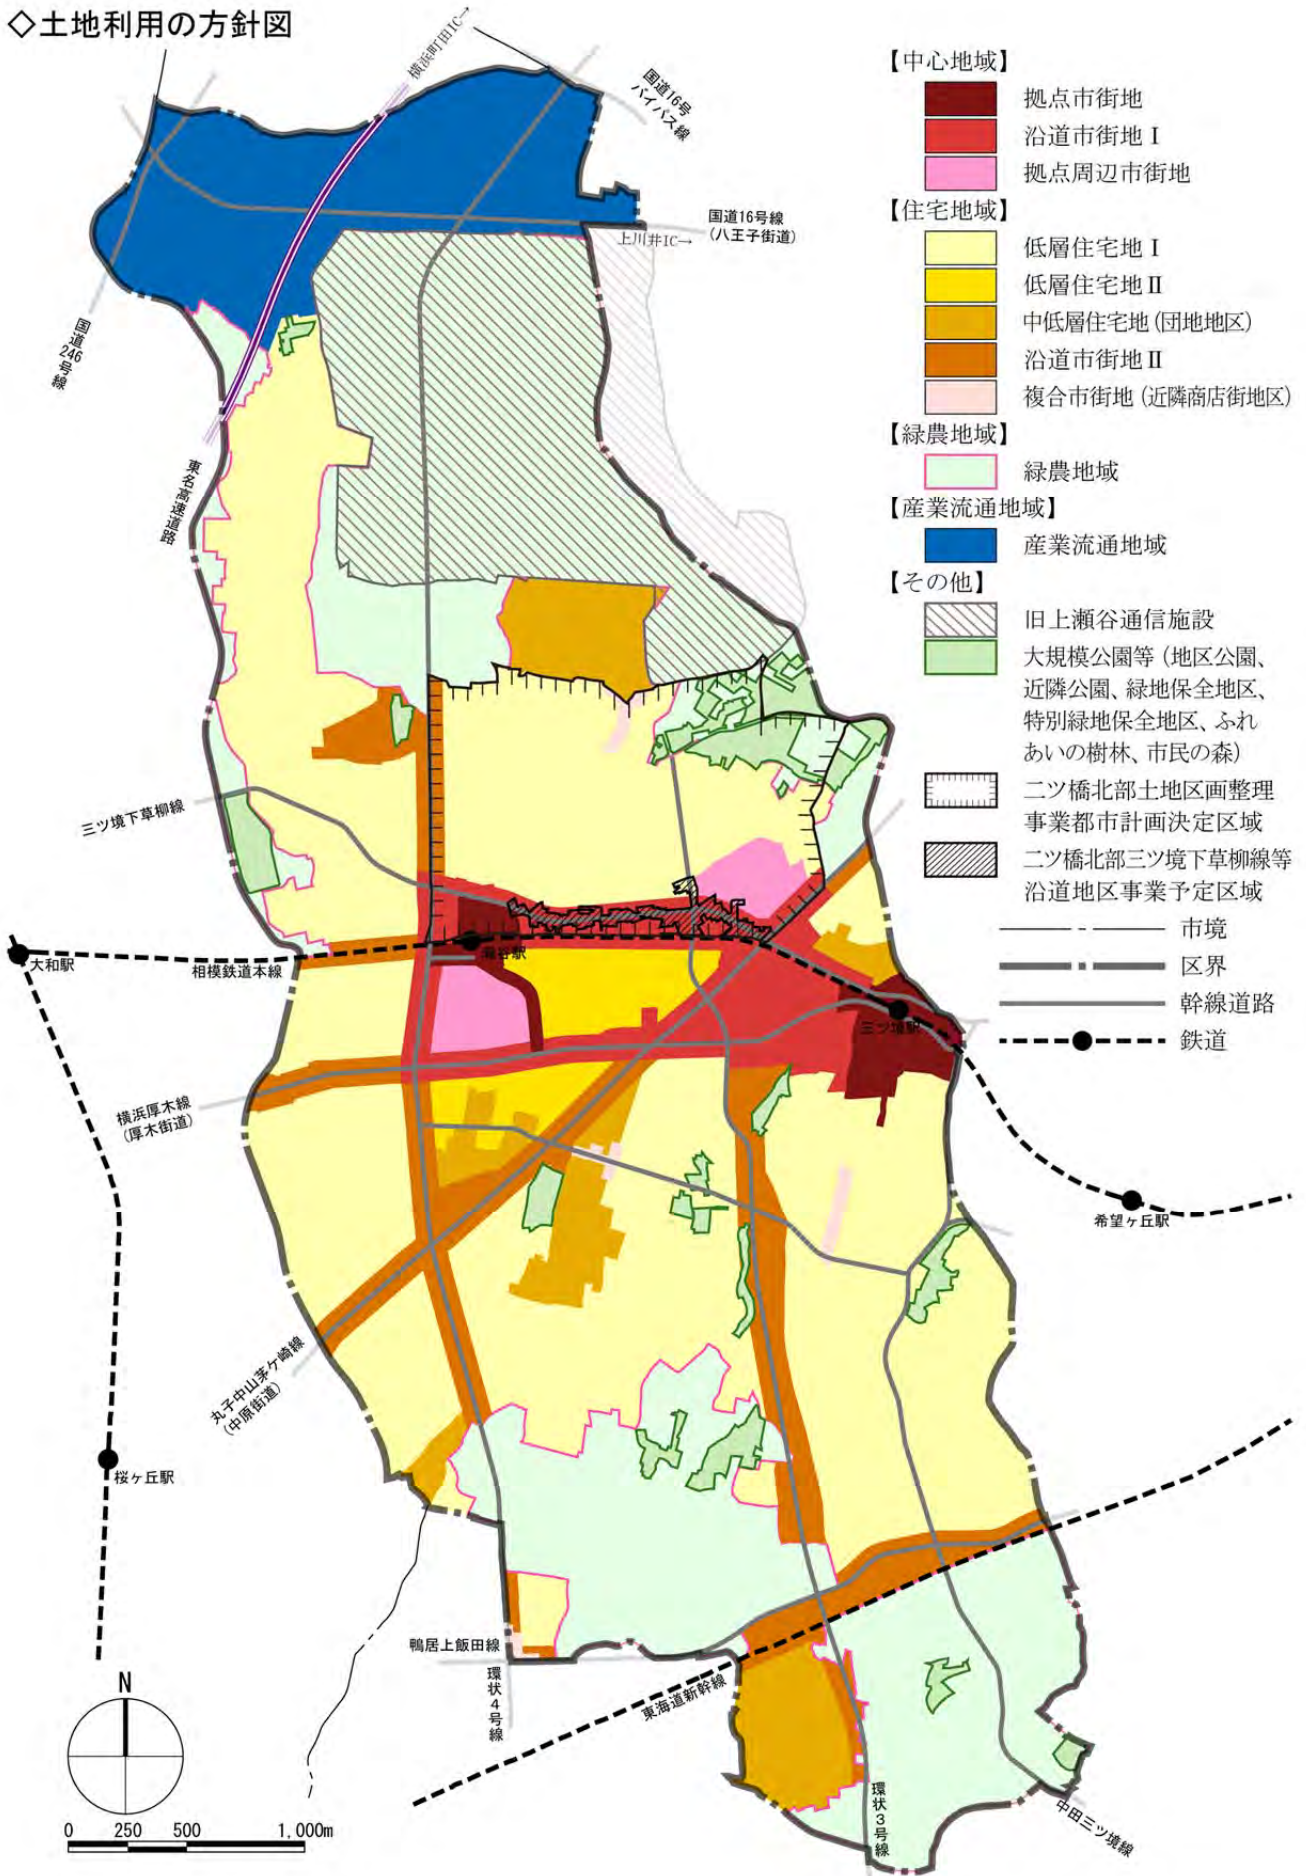 ◇土地利用の方針図
横浜町田IC→
国道16号
バイパス線
国道16号線
(八王子街道)
上川井IC→
国道
246
号線
東名高速道路
三ツ境下草柳線
大和駅
相模鉄道本線
瀬谷駅
三ツ境駅
横浜厚木線
(厚木街道)
希望ヶ丘駅
丸子中山茅ケ崎線
(中原街道)
桜ヶ丘駅
鴨居上飯田線
環状4号線
東海道新幹線
環状3号線
中田三ツ境線
N
0 250 500 1,000m
【中心地域】
拠点市街地
沿道市街地Ⅰ
拠点周辺市街地
【住宅地域】
低層住宅地Ⅰ
低層住宅地Ⅱ
中低層住宅地(団地地区)
沿道市街地Ⅱ
複合市街地(近隣商店街地区)
【緑農地域】
緑農地域
【産業流通地域】
産業流通地域
【その他】
旧上瀬谷通信施設
大規模公園等(地区公園、
近隣公園、緑地保全地区、
特別緑地保全地区、ふれ
あいの樹林、市民の森)
二ツ橋北部土地区画整理
事業都市計画決定区域
二ツ橋北部三ツ境下草柳線等
沿道地区事業予定区域
市境
区界
幹線道路
鉄道